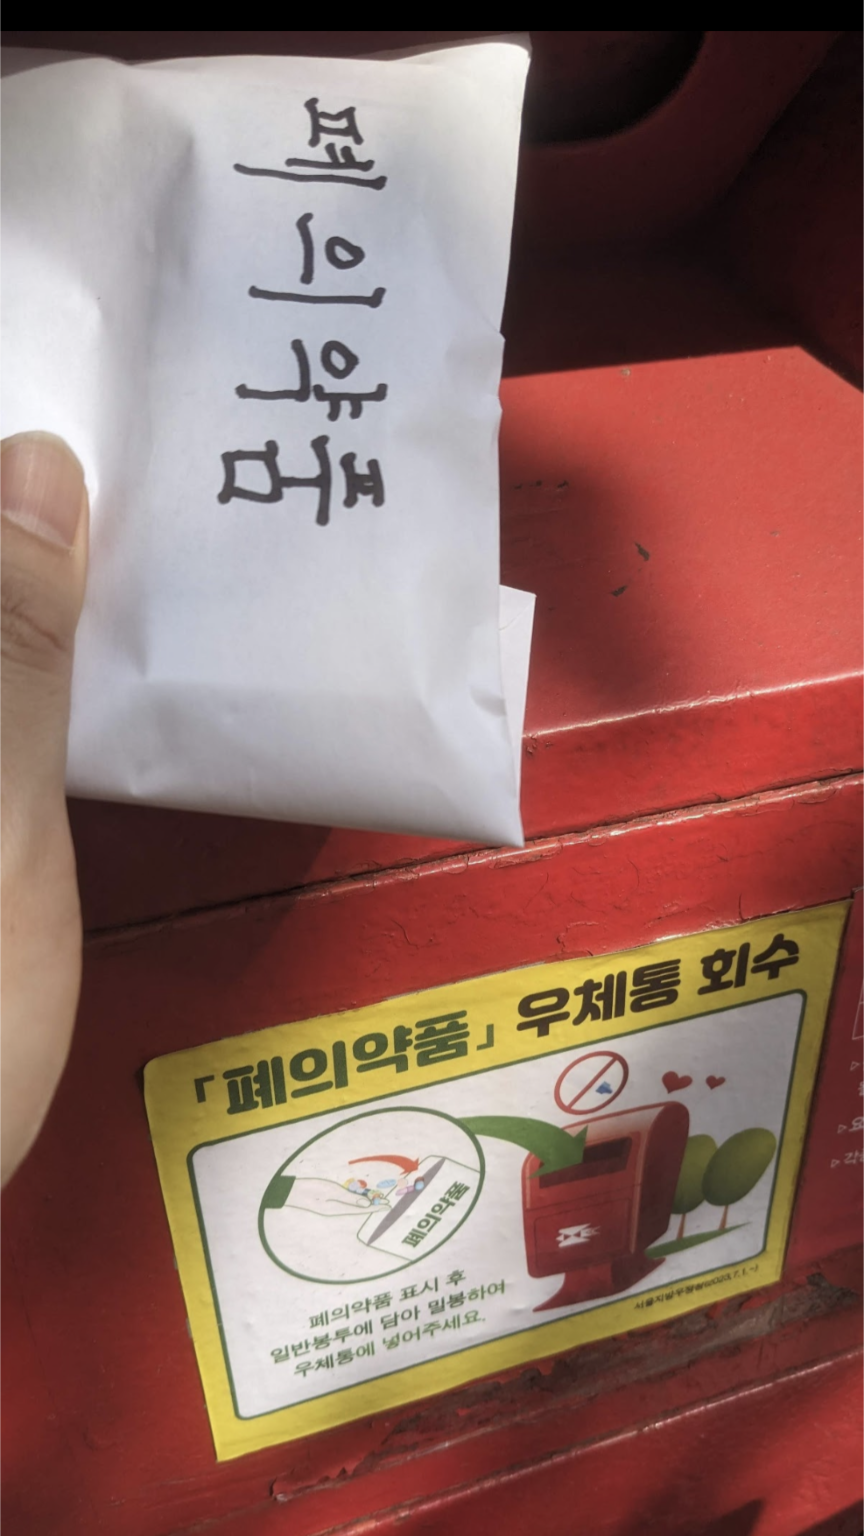 폐의약품
「폐의약품」 우체통 회수
폐의약품
폐의약품 표시 후
일반봉투에 담아 밀봉하여
우체통에 넣어주세요.